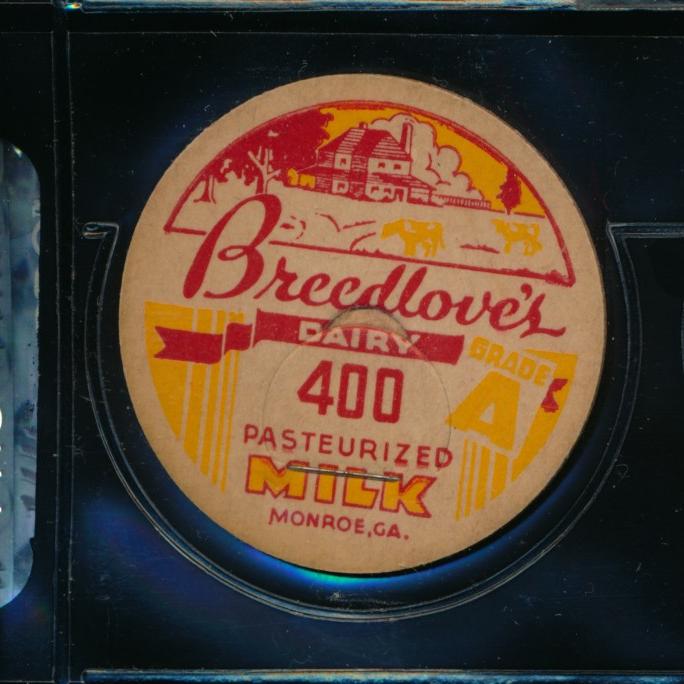 Breedlove's
DAIRY
GRADE
A
400
PASTEURIZED
MILK
MONROE, GA.